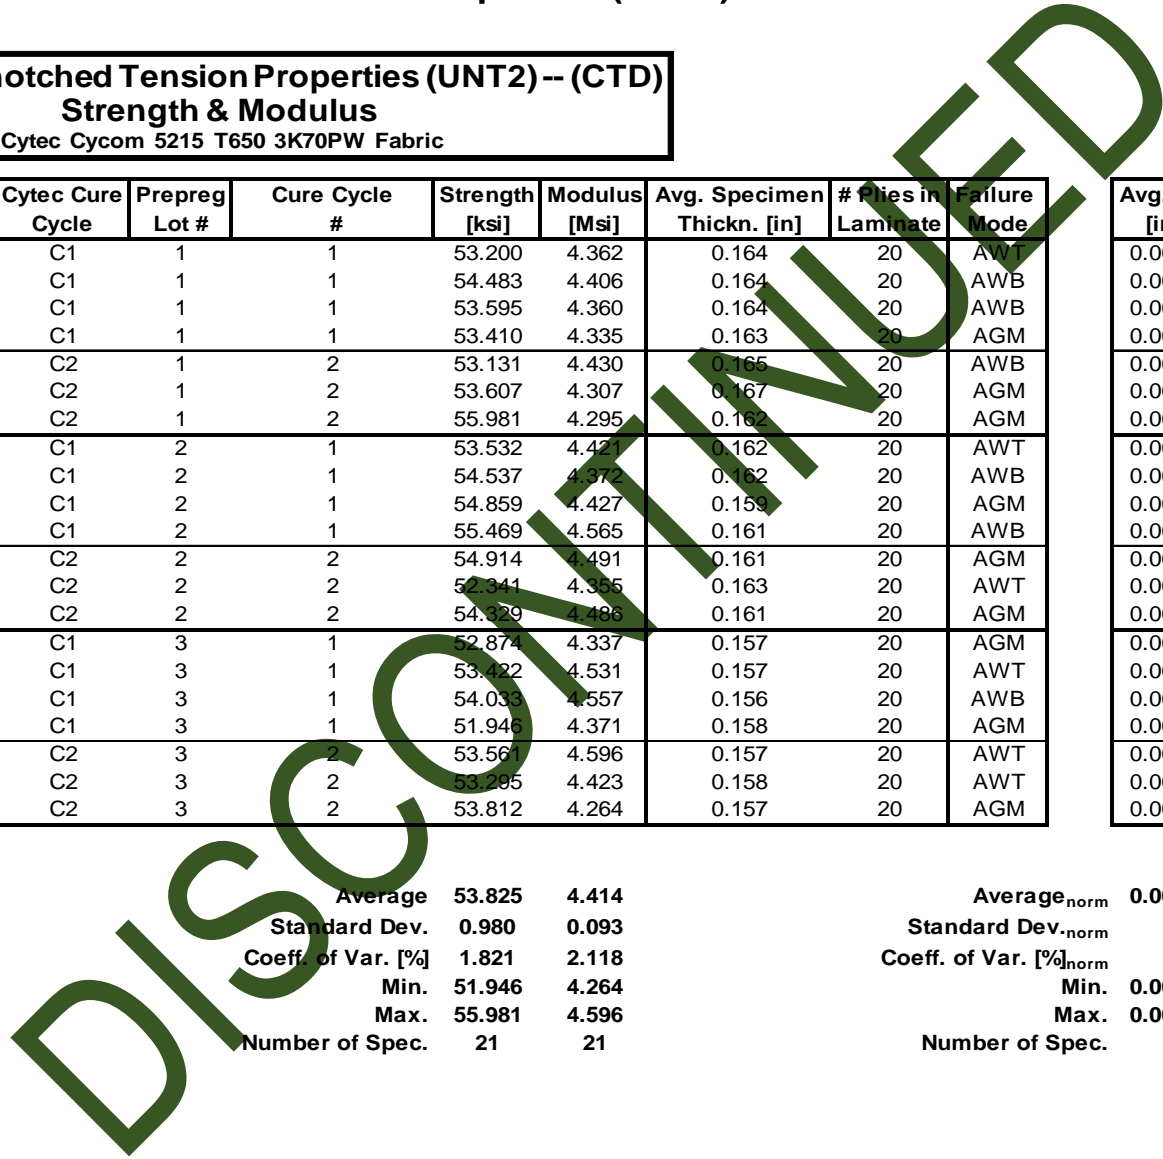 otched Tension Properties (UNT2) -- (CTD)
Strength & Modulus
Cytec Cycom 5215 T650 3K70PW Fabric
Cytec Cure Cycle Prepreg Lot # Cure Cycle # Strength [ksi] Modulus [Msi] Avg. Specimen Thickn. [in] # Plies in Laminate Failure Mode Avg.
C1 1 1 53.200 4.362 0.164 20 AWT
C1 1 1 54.483 4.406 0.164 20 AWB
C1 1 1 53.595 4.360 0.164 20 AWB
C1 1 1 53.410 4.335 0.163 20 AGM
C2 1 2 53.131 4.430 0.165 20 AWB
C2 1 2 53.607 4.307 0.167 20 AGM
C2 1 2 55.981 4.295 0.162 20 AGM
C1 2 1 53.532 4.421 0.162 20 AWT
C1 2 1 54.537 4.372 0.162 20 AWB
C1 2 1 54.859 4.427 0.159 20 AGM
C1 2 1 55.469 4.565 0.161 20 AWB
C2 2 2 54.914 4.491 0.161 20 AGM
C2 2 2 52.341 4.355 0.163 20 AWT
C2 2 2 54.329 4.486 0.161 20 AGM
C1 3 1 52.874 4.337 0.157 20 AGM
C1 3 1 53.422 4.531 0.157 20 AWT
C1 3 1 54.033 4.557 0.156 20 AWB
C1 3 1 51.946 4.371 0.158 20 AGM
C2 3 2 53.561 4.596 0.157 20 AWT
C2 3 2 53.295 4.423 0.158 20 AWT
C2 3 2 53.812 4.264 0.157 20 AGM
Average 53.825 4.414 Averagenorm
Standard Dev. 0.980 0.093 Standard Dev.norm
Coeff. of Var. [%] 1.821 2.118 Coeff. of Var. [%]norm
Min. 51.946 4.264 Min.
Max. 55.981 4.596 Max.
Number of Spec. 21 21 Number of Spec.
DISCONTINUED